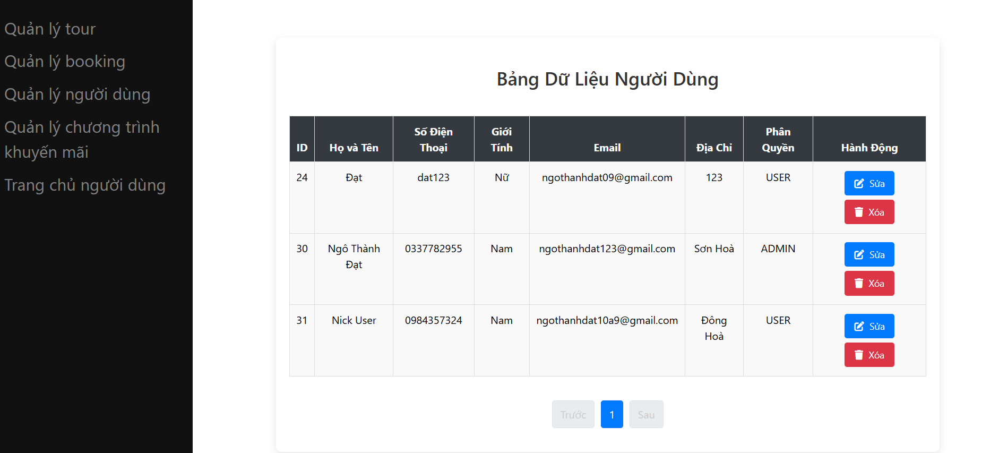 Quản lý tour
Quản lý booking
Quản lý người dùng
Quản lý chương trình
khuyến mãi
Trang chủ người dùng
Bảng Dữ Liệu Người Dùng
ID Họ và Tên Số Điện Thoại Giới Tính Email Địa Chỉ Phân Quyền Hành Động
24 Đạt dat123 Nữ ngothanhdat09@gmail.com 123 USER Sửa
Xóa
30 Ngô Thành Đạt 0337782955 Nam ngothanhdat123@gmail.com Sơn Hoà ADMIN Sửa
Xóa
31 Nick User 0984357324 Nam ngothanhdat10a9@gmail.com Đông Hoà USER Sửa
Xóa
Trước 1 Sau